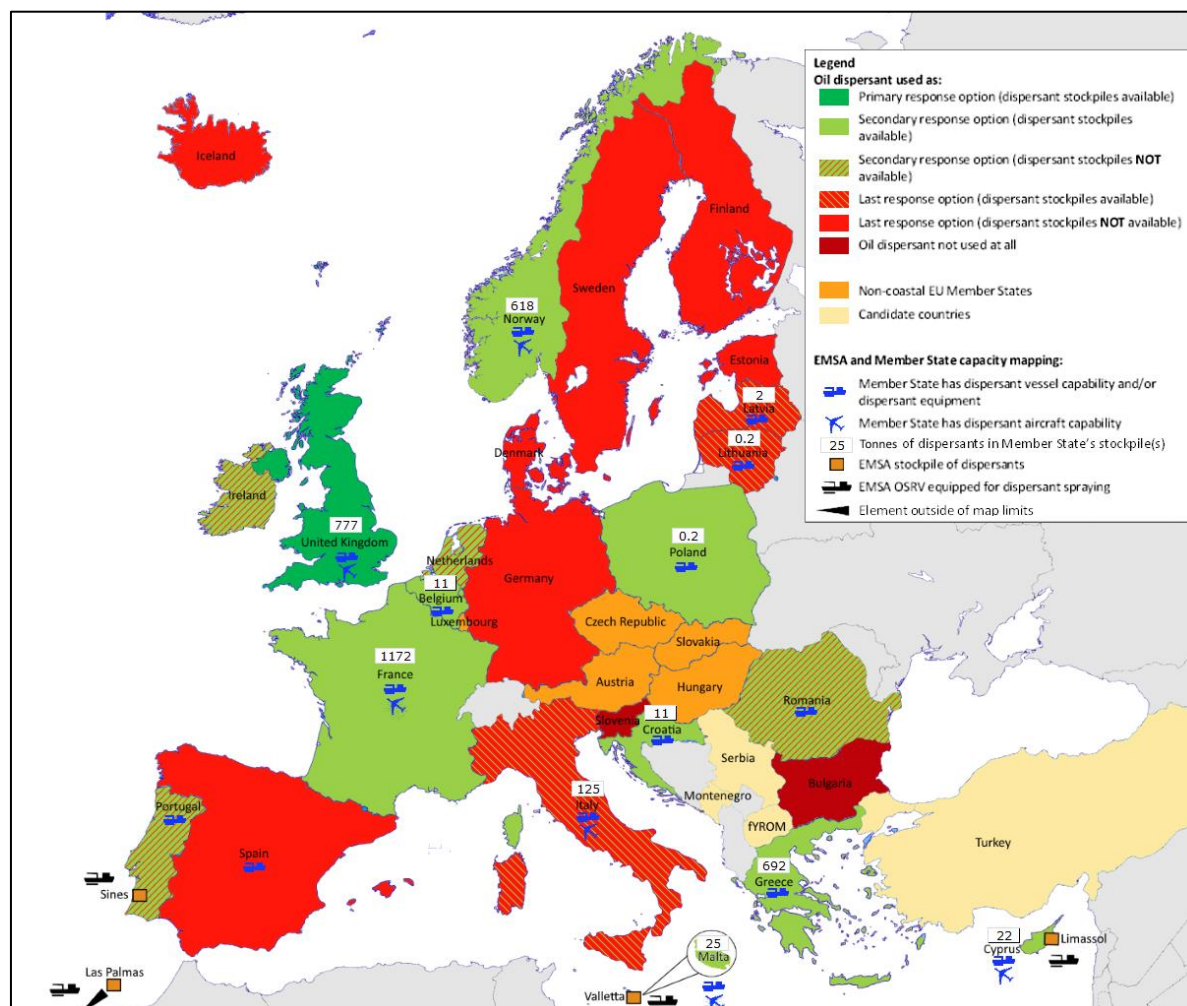 Legend
Oil dispersant used as:
Primary response option (dispersant stockpiles available)
Secondary response option (dispersant stockpiles
available)
Secondary response option (dispersant stockpiles NOT
available)
Last response option (dispersant stockpiles available)
Last response option (dispersant stockpiles NOT available)
Oil dispersant not used at all
Non-coastal EU Member States
Candidate countries
EMSA and Member State capacity mapping:
Member State has dispersant vessel capability and/or
dispersant equipment
Member State has dispersant aircraft capability
25 Tonnes of dispersants in Member State's stockpile(s)
EMSA stockpile of dispersants
EMSA OSRV equipped for dispersant spraying
Element outside of map limits
Iceland
Finland
Sweden
618
Norway
Estonia
2
Latvia
0.2
Lithuania
Denmark
Ireland
777
United Kingdom
Netherlands
11
Belgium
Luxembourg
Germany
0.2
Poland
Czech Republic
Slovakia
Austria
Hungary
1172
France
Slovenia
11
Croatia
Romania
Serbia
Montenegro
Bulgaria
fYROM
Turkey
125
Italy
Portugal
Spain
Sines
692
Greece
25
Malta
Valletta
22
Cyprus
Limassol
Las Palmas